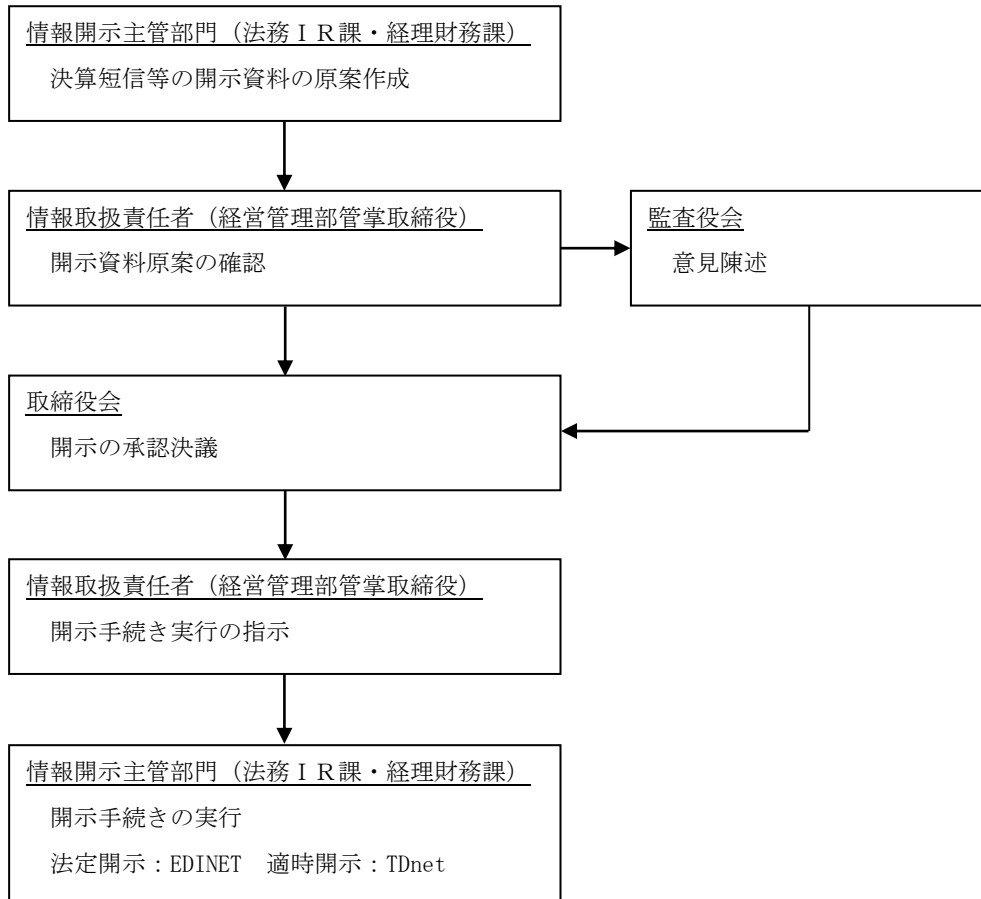 情報開示主管部門（法務ＩＲ課・経理財務課）
決算短信等の開示資料の原案作成
情報取扱責任者（経営管理部管掌取締役）
開示資料原案の確認
監査役会
意見陳述
取締役会
開示の承認決議
情報取扱責任者（経営管理部管掌取締役）
開示手続き実行の指示
情報開示主管部門（法務ＩＲ課・経理財務課）
開示手続きの実行
法定開示：EDINET　適時開示：TDnet